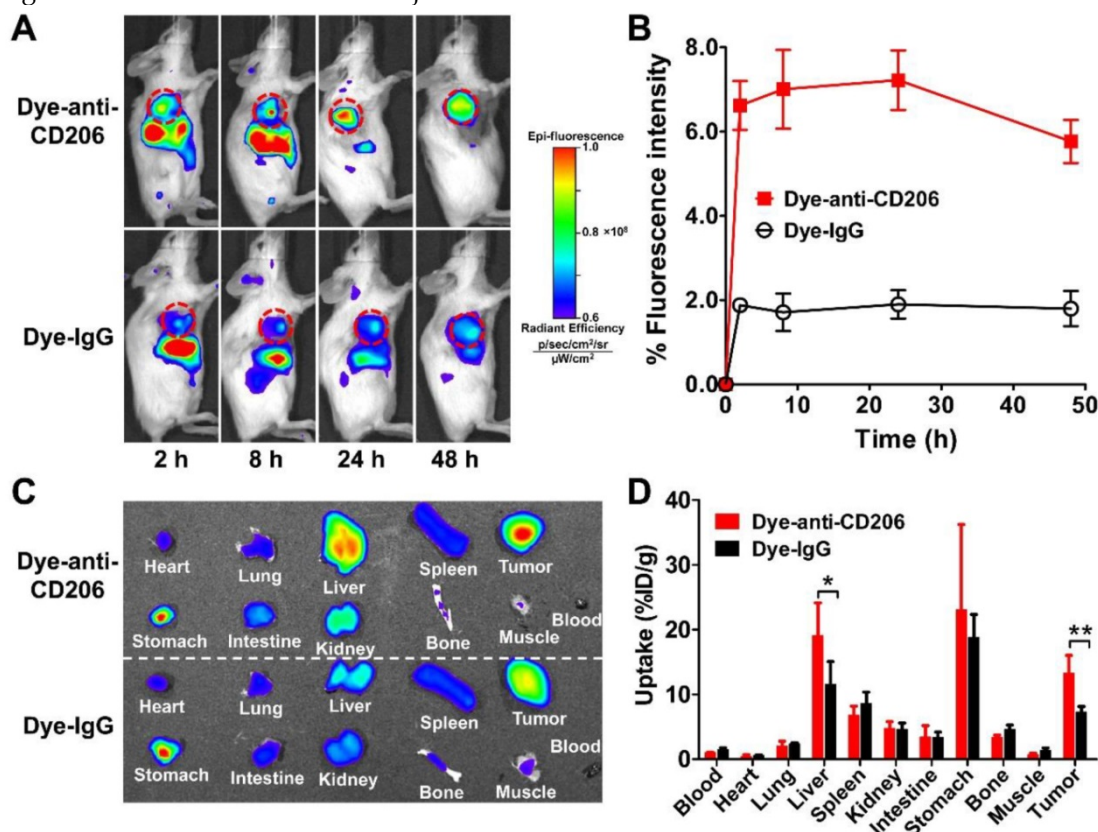 A
Dye-anti-
CD206
Dye-IgG
2 h
8 h
24 h
48 h
Epi-fluorescence
1.0
0.8 ×10⁸
0.6
Radiant Efficiency
p/sec/cm²/sr
µW/cm²
B
% Fluorescence intensity
8.0
6.0
4.0
2.0
0.0
Dye-anti-CD206
Dye-IgG
0
10
20
30
40
50
Time (h)
C
Dye-anti-
CD206
Heart
Lung
Liver
Spleen
Tumor
Stomach
Intestine
Kidney
Bone
Muscle
Blood
Dye-IgG
Heart
Lung
Liver
Spleen
Tumor
Stomach
Intestine
Kidney
Bone
Muscle
Blood
D
Uptake (%ID/g)
40
30
20
10
0
Dye-anti-CD206
Dye-IgG
*
**
Blood
Heart
Lung
Liver
Spleen
Kidney
Intestine
Stomach
Bone
Muscle
Tumor